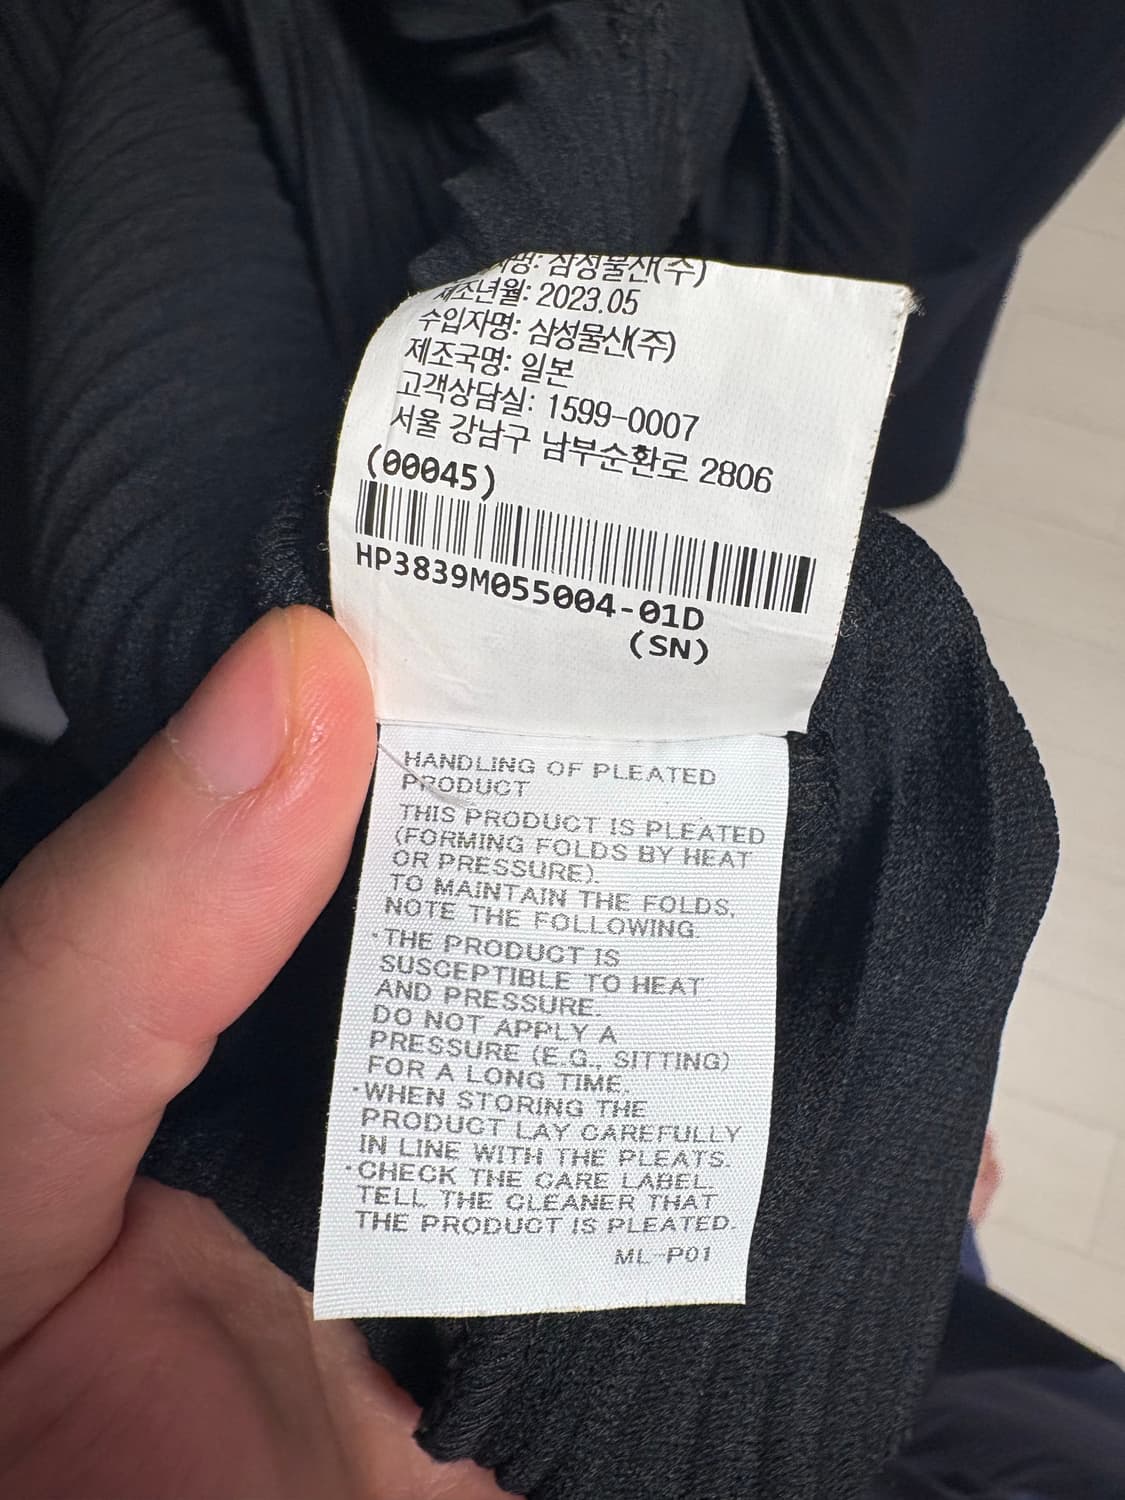 삼성물산(주)
제조년월: 2023.05
수입자명: 삼성물산(주)
제조국명: 일본
고객상담실: 1599-0007
서울 강남구 남부순환로 2806
(00045)
HP3839M055004-01D
(SN)
HANDLING OF PLEATED
PRODUCT
THIS PRODUCT IS PLEATED
(FORMING FOLDS BY HEAT
OR PRESSURE).
TO MAINTAIN THE FOLDS,
NOTE THE FOLLOWING.
·THE PRODUCT IS
SUSCEPTIBLE TO HEAT
AND PRESSURE.
DO NOT APPLY A
PRESSURE (E.G., SITTING)
FOR A LONG TIME.
·WHEN STORING THE
PRODUCT LAY CAREFULLY
IN LINE WITH THE PLEATS.
·CHECK THE CARE LABEL.
TELL THE CLEANER THAT
THE PRODUCT IS PLEATED.
ML-P01